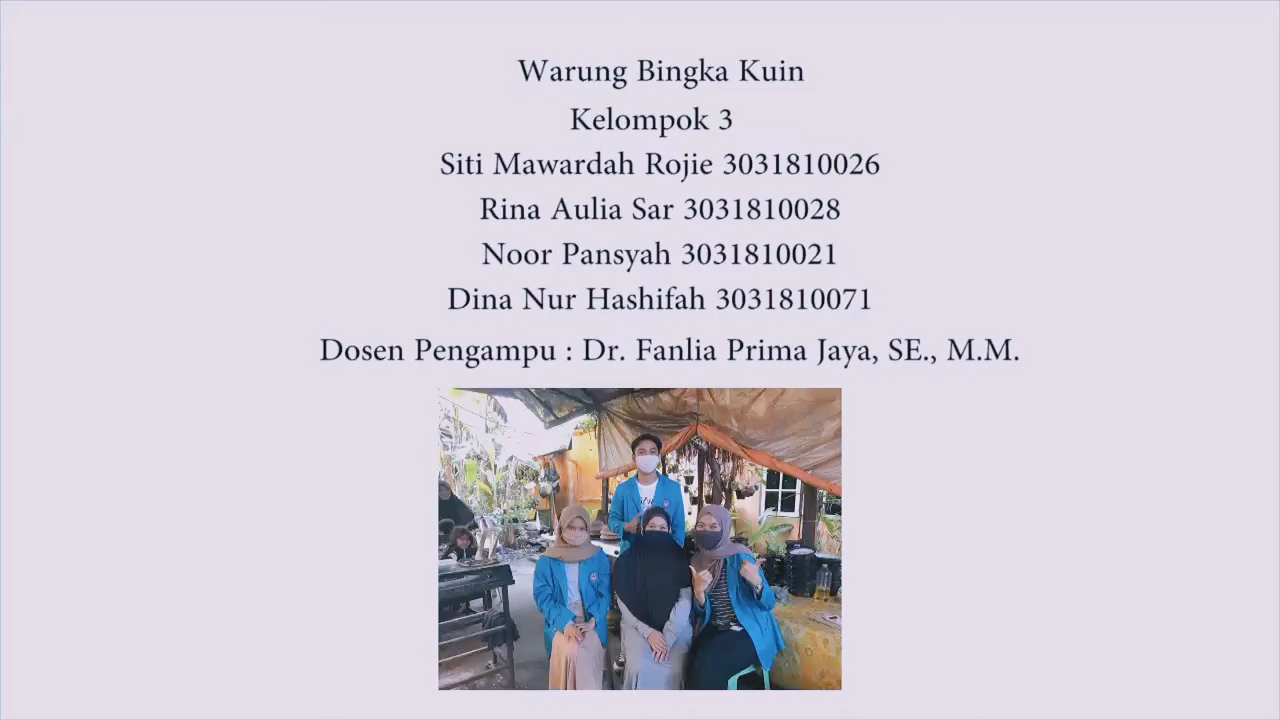 Warung Bingka Kuin
Kelompok 3
Siti Mawardah Rojie 3031810026
Rina Aulia Sar 3031810028
Noor Pansyah 3031810021
Dina Nur Hashifah 3031810071
Dosen Pengampu : Dr. Fanlia Prima Jaya, SE., M.M.